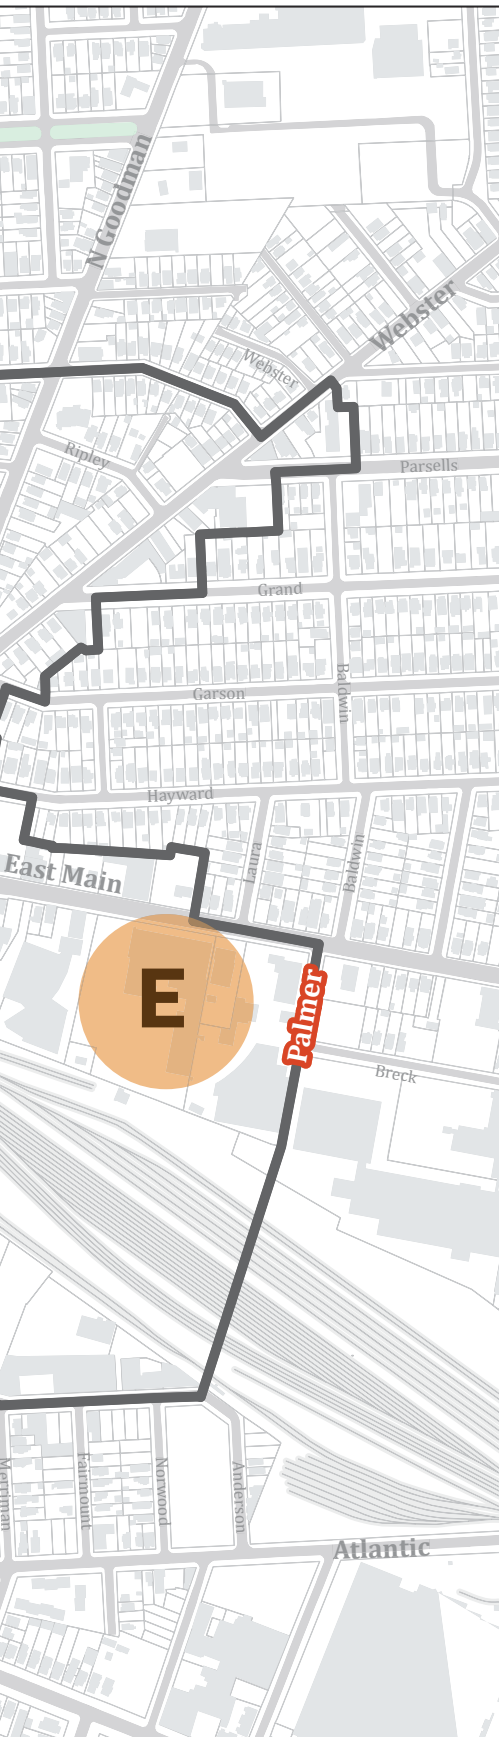 N Goodman
Webster
Webster
Ripley
Parsells
Grand
Baldwin
Garson
Hayward
Laura
Baldwin
East Main
E
Palmer
Breck
Merriman
Fairmount
Norwood
Anderson
Atlantic